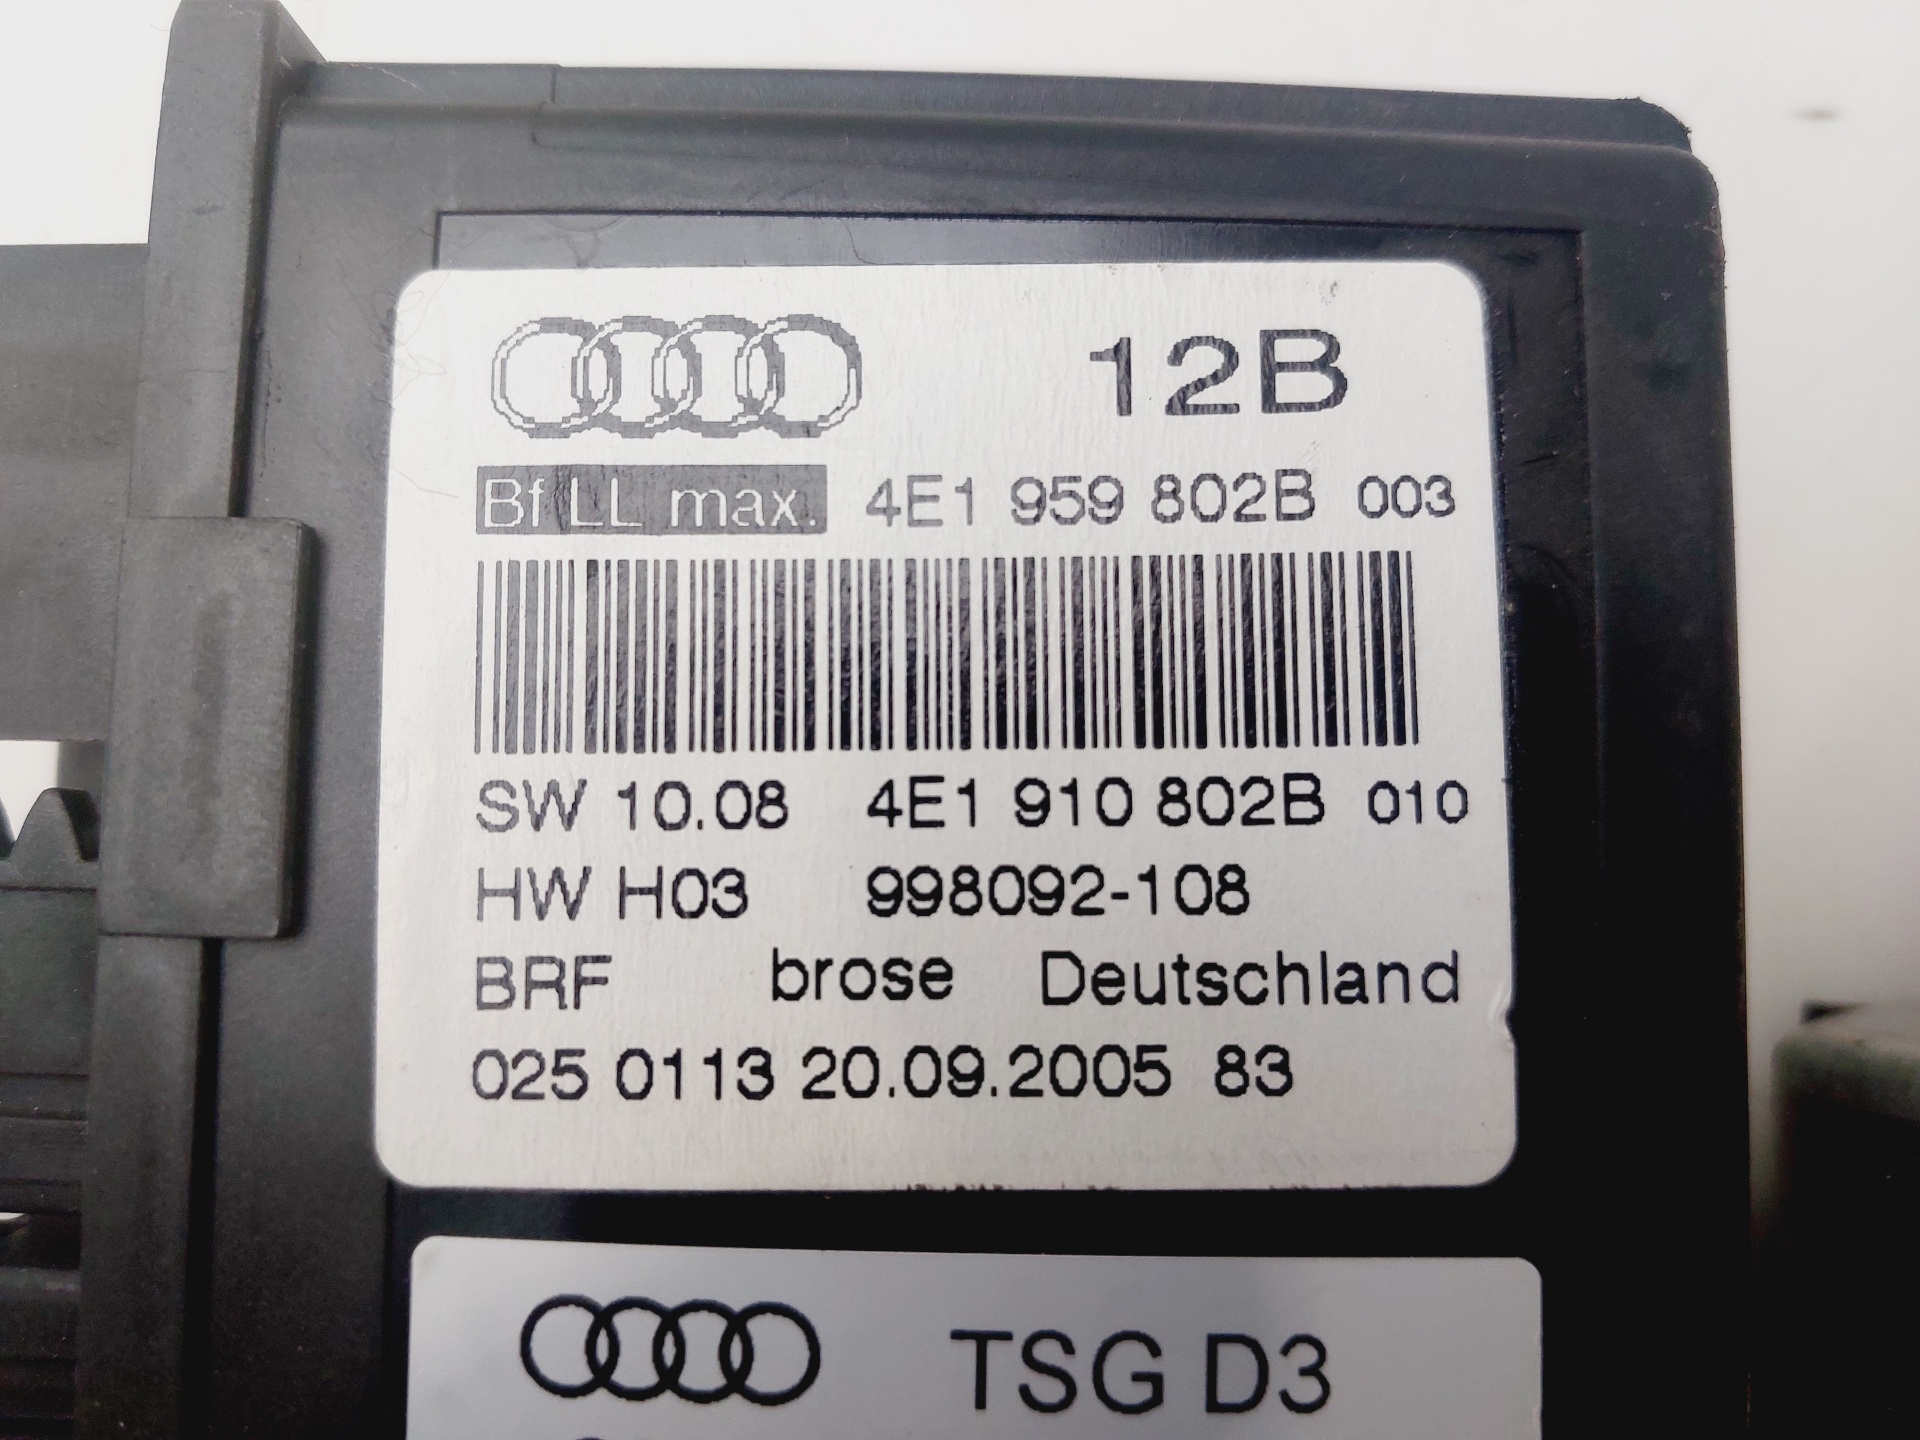 12B
Bf LL max. 4E1 959 802B 003
SW 10.08 4E1 910 802B 010
HW H03 998092-108
BRF brose Deutschland
025 0113 20.09.2005 83
TSG D3